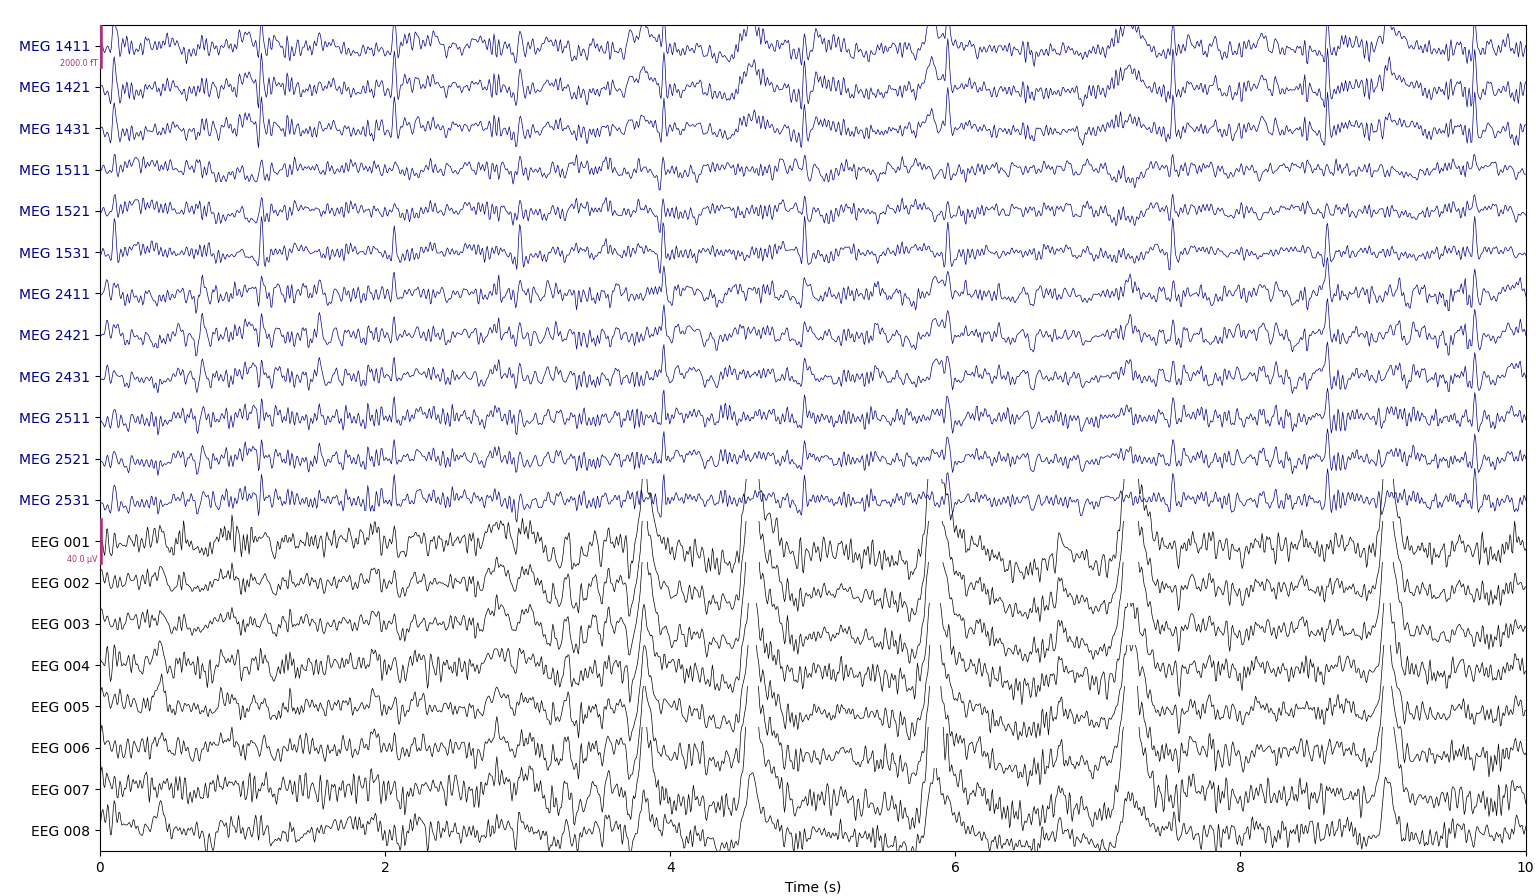 MEG 1411
2000.0 fT
MEG 1421
MEG 1431
MEG 1511
MEG 1521
MEG 1531
MEG 2411
MEG 2421
MEG 2431
MEG 2511
MEG 2521
MEG 2531
EEG 001
40.0 µV
EEG 002
EEG 003
EEG 004
EEG 005
EEG 006
EEG 007
EEG 008
0 2 4 6 8 10
Time (s)